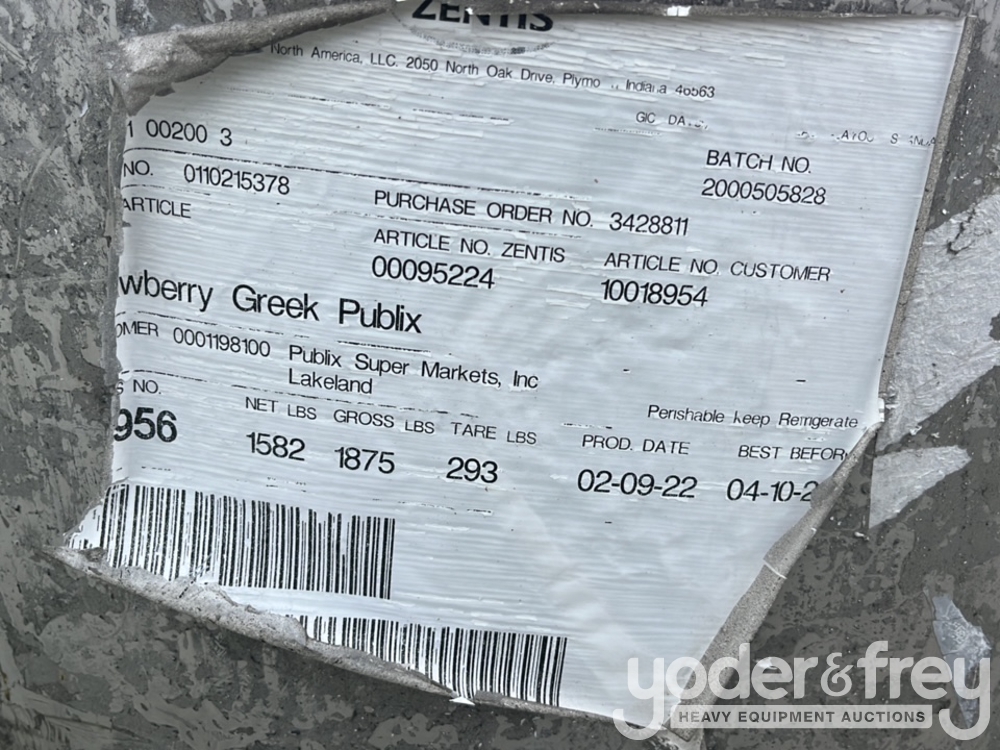 ZENTIS
North America, LLC. 2050 North Oak Drive, Plymo
1 00200 3
BATCH NO.
2000505828
NO. 0110215378
PURCHASE ORDER NO. 3428811
ARTICLE
ARTICLE NO. ZENTIS
00095224
ARTICLE NO. CUSTOMER
10018954
wberry Greek Publix
OMER 0001198100 Publix Super Markets, Inc
Lakeland
S NO.
956
NET LBS GROSS LBS TARE LBS
1582 1875 293
Perishable keep Remgerate
PROD. DATE BEST BEFOR
02-09-22 04-10-2
yoder&frey
HEAVY EQUIPMENT AUCTIONS